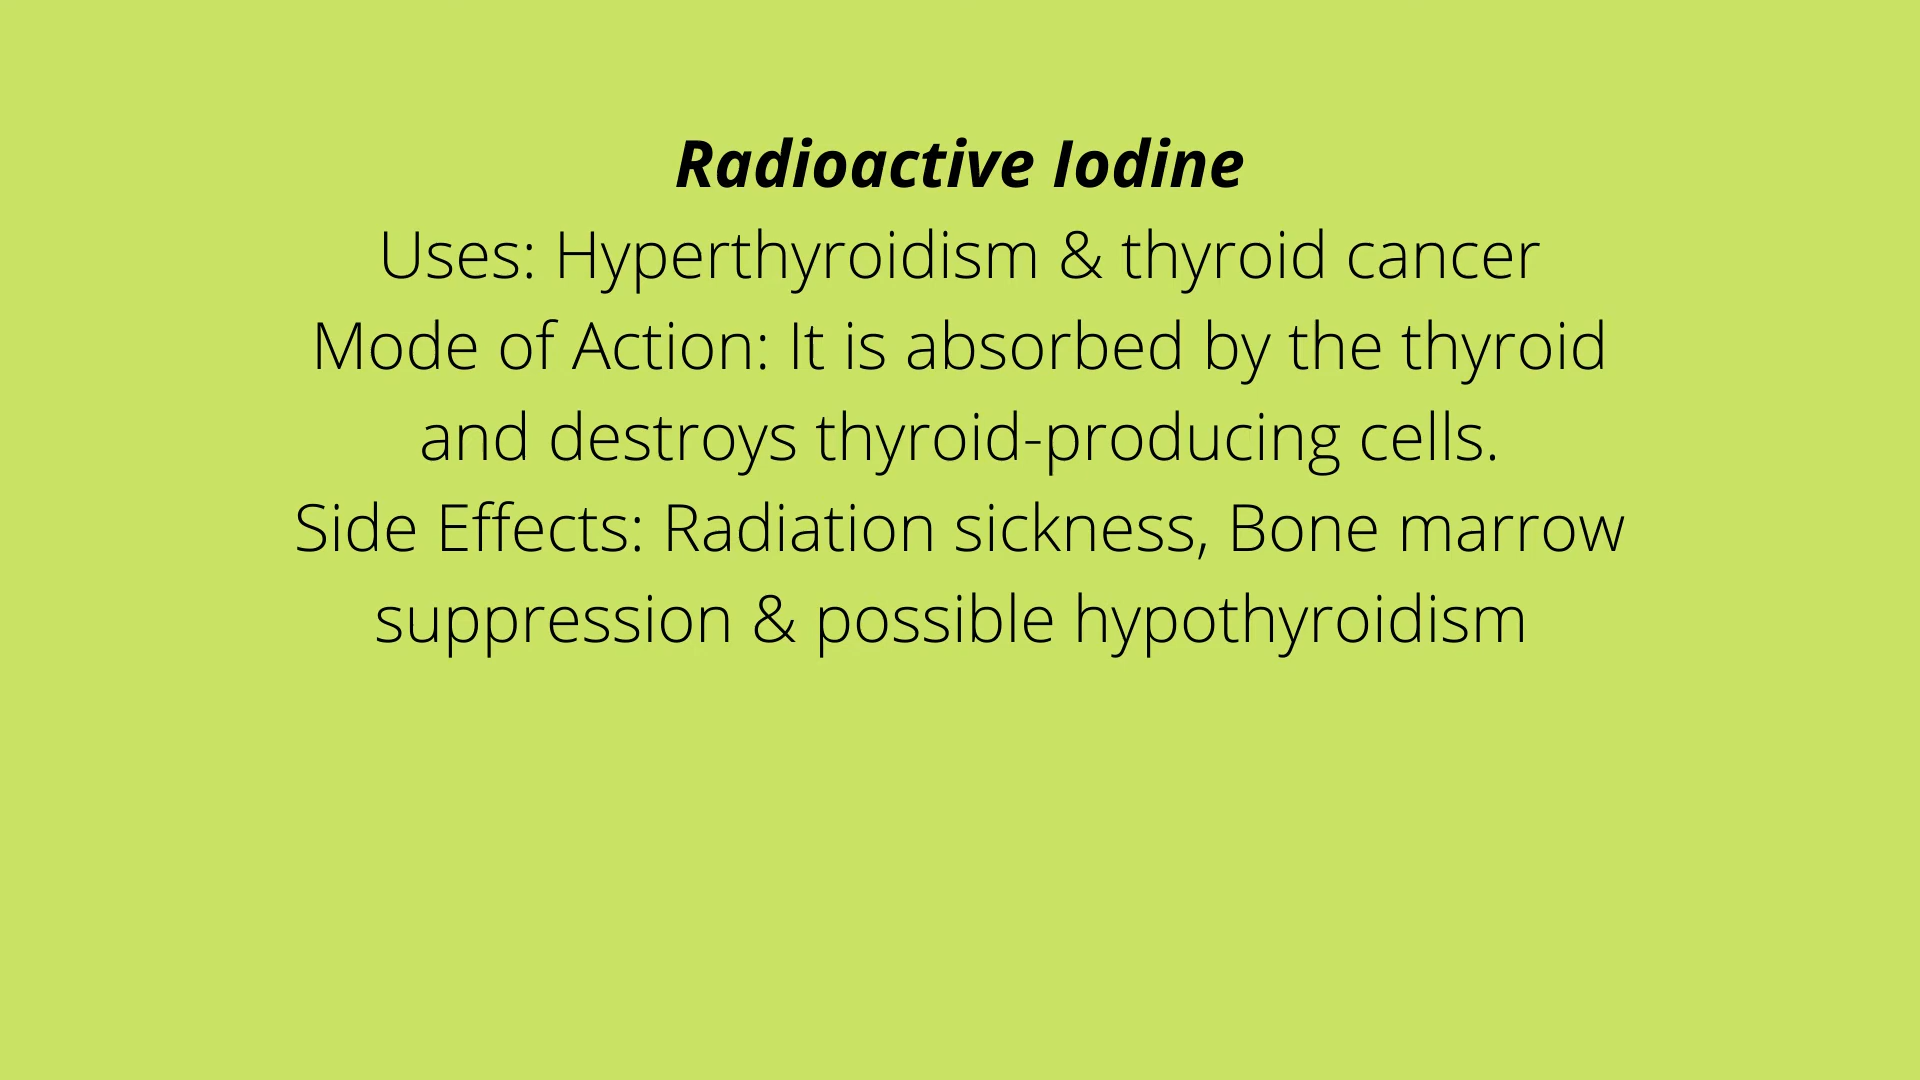 Radioactive Iodine
Uses: Hyperthyroidism & thyroid cancer
Mode of Action: It is absorbed by the thyroid
and destroys thyroid-producing cells.
Side Effects: Radiation sickness, Bone marrow
suppression & possible hypothyroidism